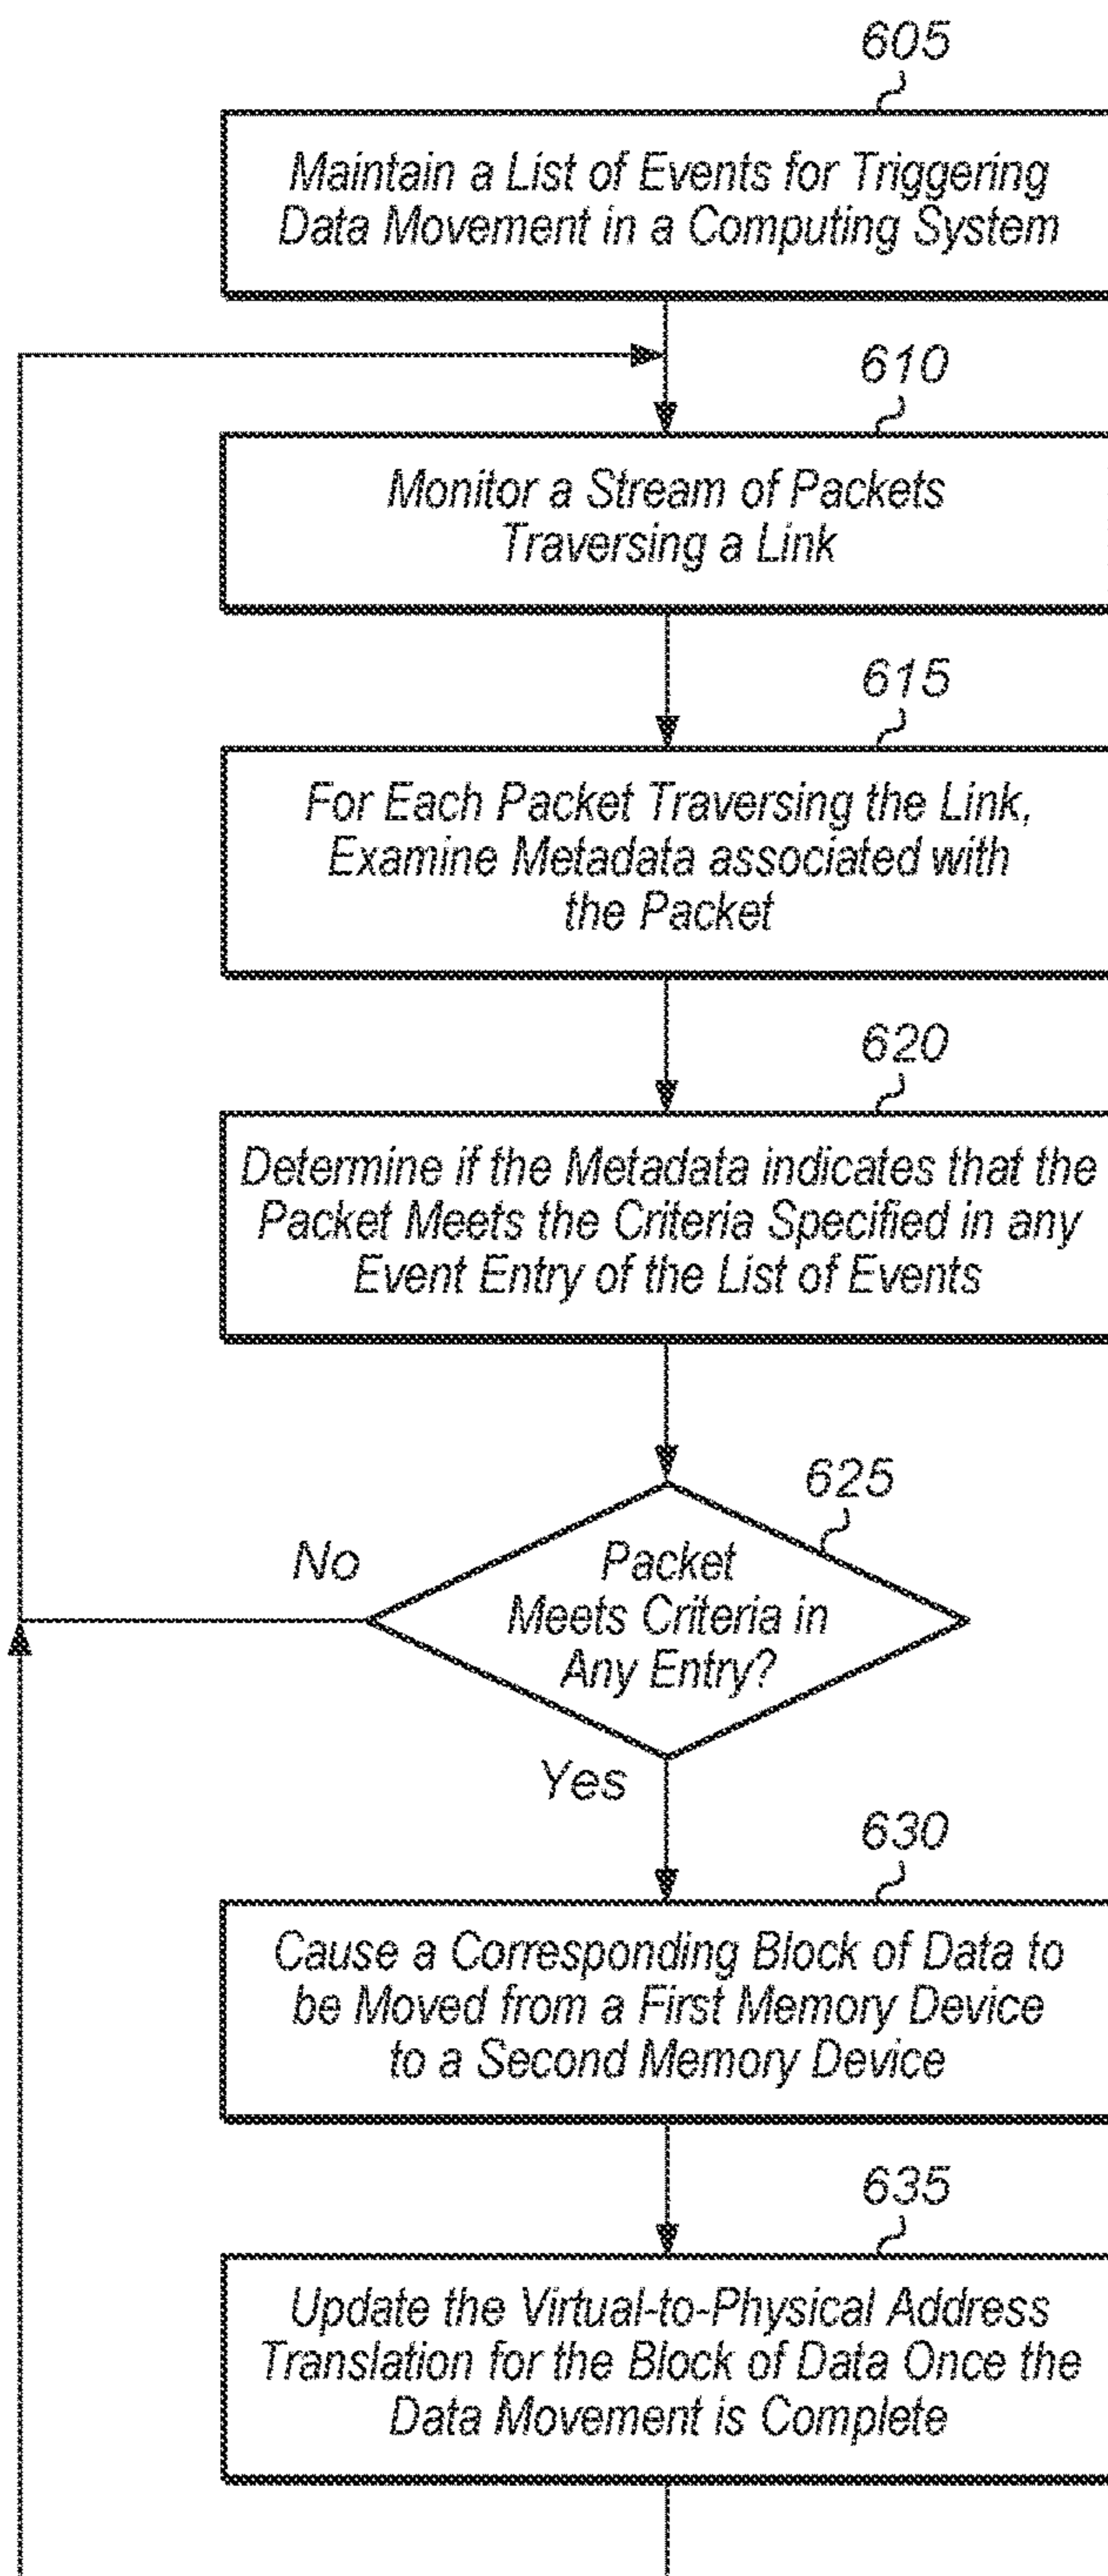 605
Maintain a List of Events for Triggering
Data Movement in a Computing System
610
Monitor a Stream of Packets
Traversing a Link
615
For Each Packet Traversing the Link,
Examine Metadata associated with
the Packet
620
Determine if the Metadata indicates that the
Packet Meets the Criteria Specified in any
Event Entry of the List of Events
625
No
Packet
Meets Criteria in
Any Entry?
Yes
630
Cause a Corresponding Block of Data to
be Moved from a First Memory Device
to a Second Memory Device
635
Update the Virtual-to-Physical Address
Translation for the Block of Data Once the
Data Movement is Complete